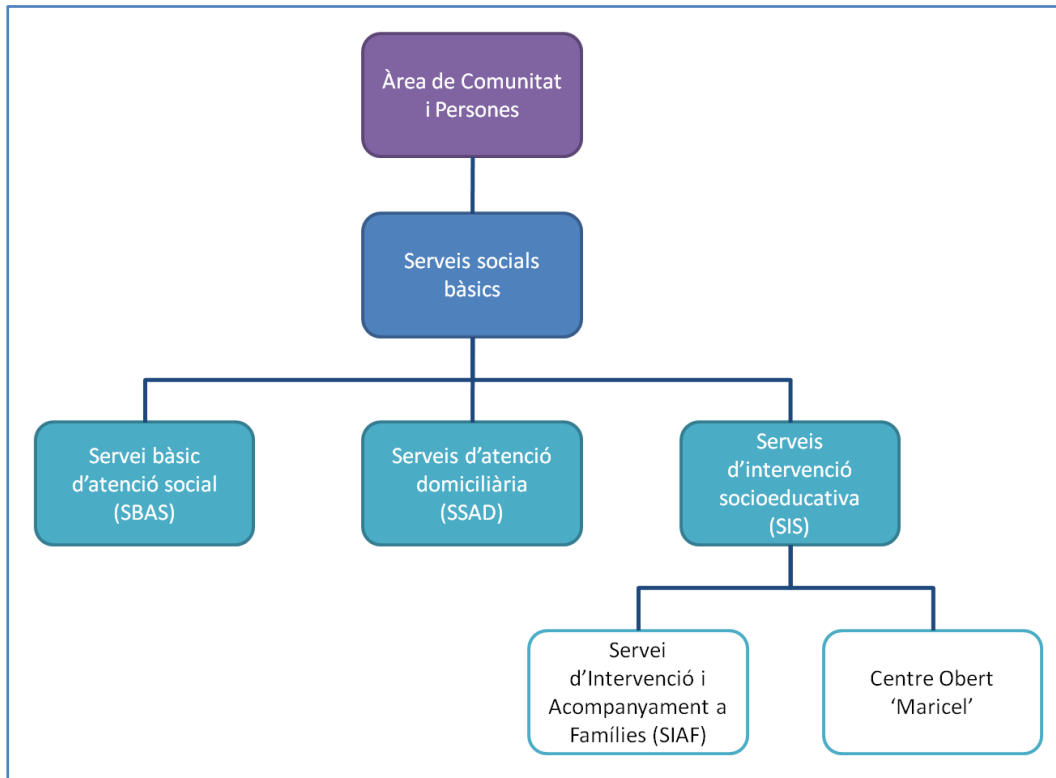 Àrea de Comunitat
i Persones
Serveis socials
bàsics
Servei bàsic
d’atenció social
(SBAS)
Serveis d’atenció
domiciliària
(SSAD)
Serveis
d’intervenció
socioeducativa
(SIS)
Servei
d’Intervenció i
Acompanyament a
Famílies (SIAF)
Centre Obert
‘Maricel’